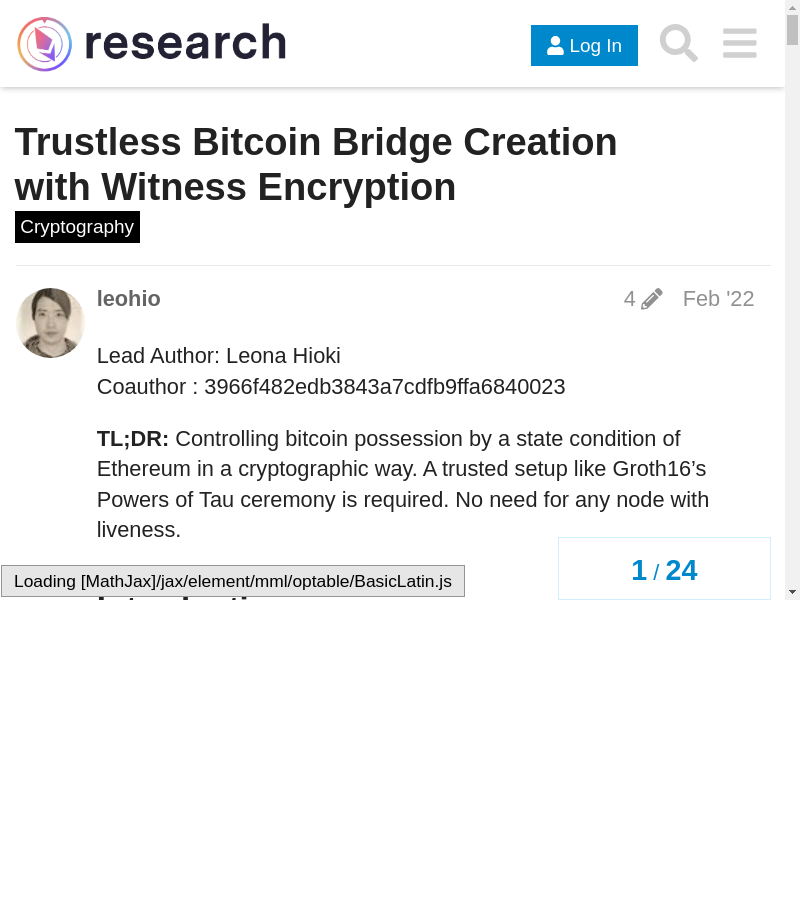 research
Log In
Trustless Bitcoin Bridge Creation
with Witness Encryption
Cryptography
leohio
4
Feb '22
Lead Author: Leona Hioki
Coauthor : 3966f482edb3843a7cdfb9ffa6840023
TL;DR: Controlling bitcoin possession by a state condition of
Ethereum in a cryptographic way. A trusted setup like Groth16’s
Powers of Tau ceremony is required. No need for any node with
liveness.
1 / 24
Loading [MathJax]/jax/element/mml/optable/BasicLatin.js